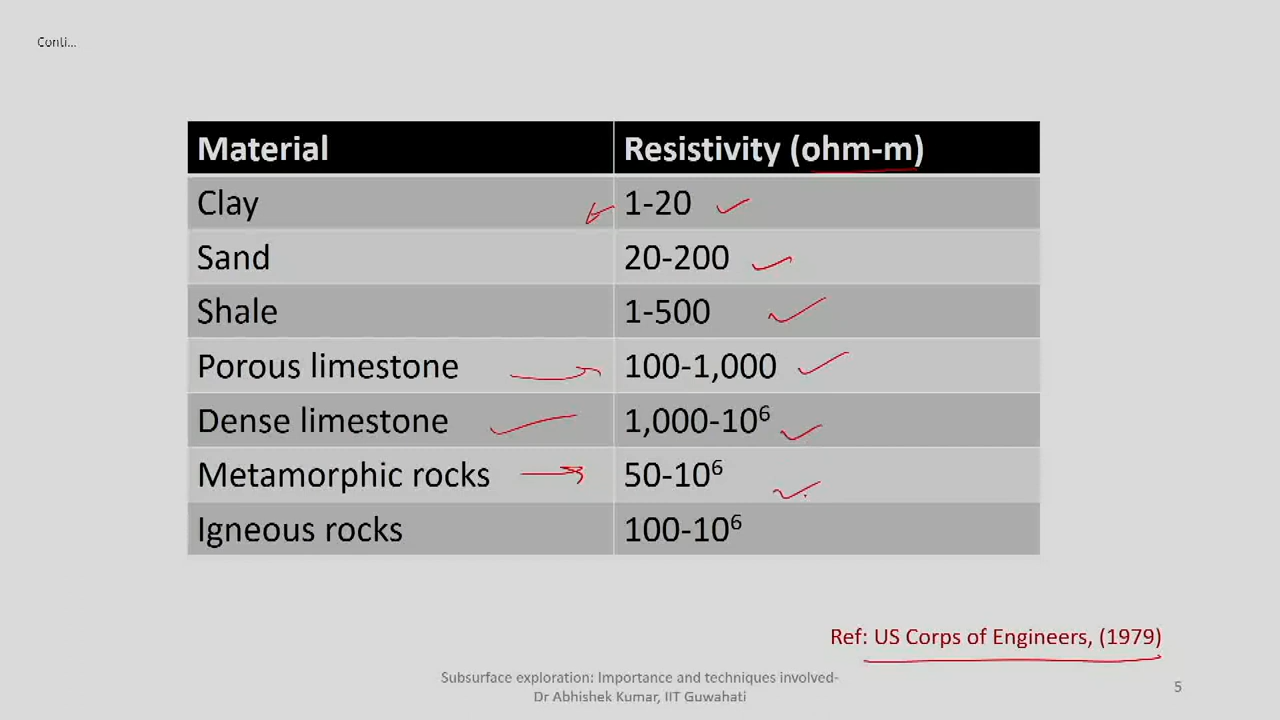 Conti...
Material Resistivity (ohm-m)
Clay 1-20
Sand 20-200
Shale 1-500
Porous limestone 100-1,000
Dense limestone 1,000-10⁶
Metamorphic rocks 50-10⁶
Igneous rocks 100-10⁶
Ref: US Corps of Engineers, (1979)
Subsurface exploration: Importance and techniques involved-
Dr Abhishek Kumar, IIT Guwahati
5